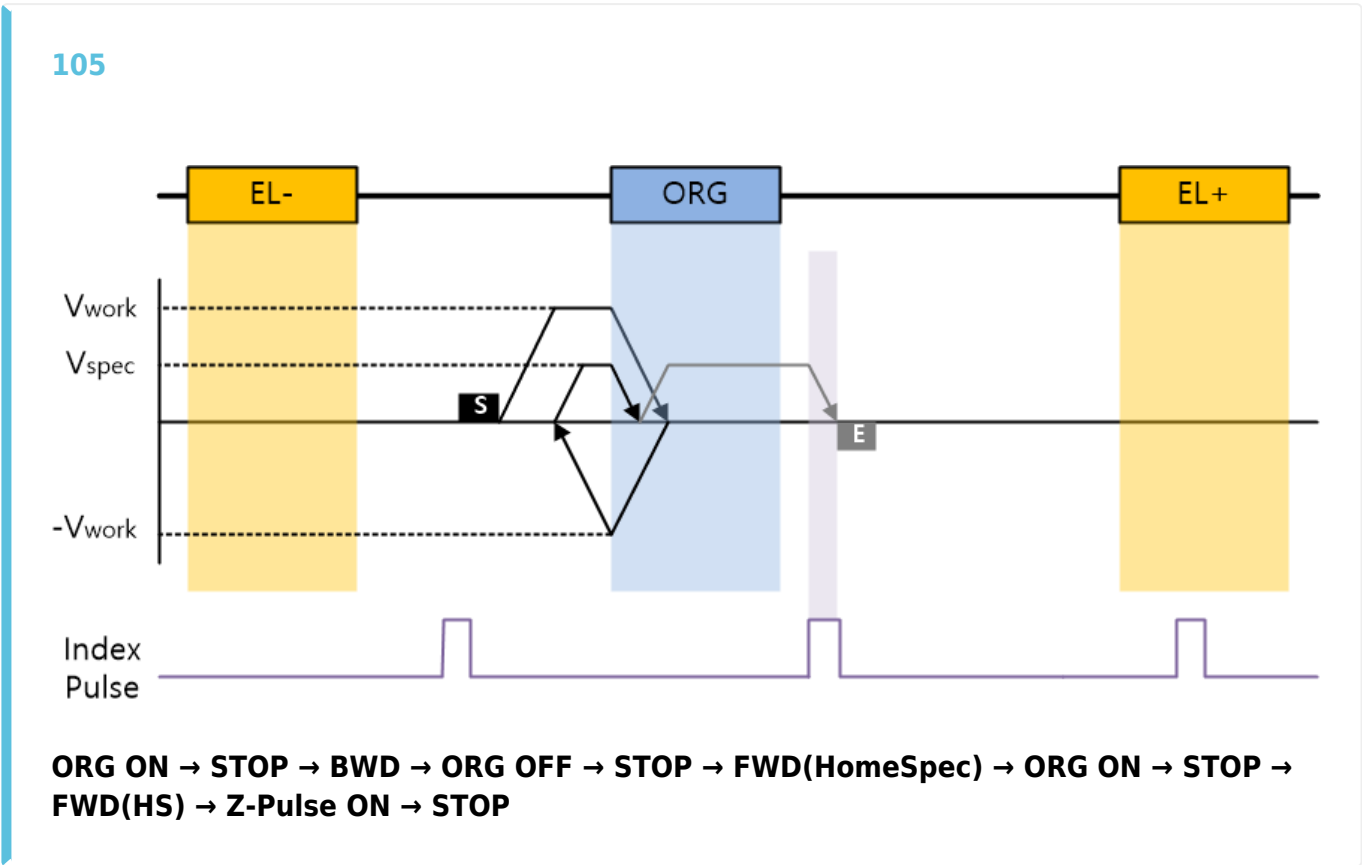 105
EL-
ORG
EL+
Vwork
Vspec
S
E
-Vwork
Index
Pulse
ORG ON → STOP → BWD → ORG OFF → STOP → FWD(HomeSpec) → ORG ON → STOP →
FWD(HS) → Z-Pulse ON → STOP